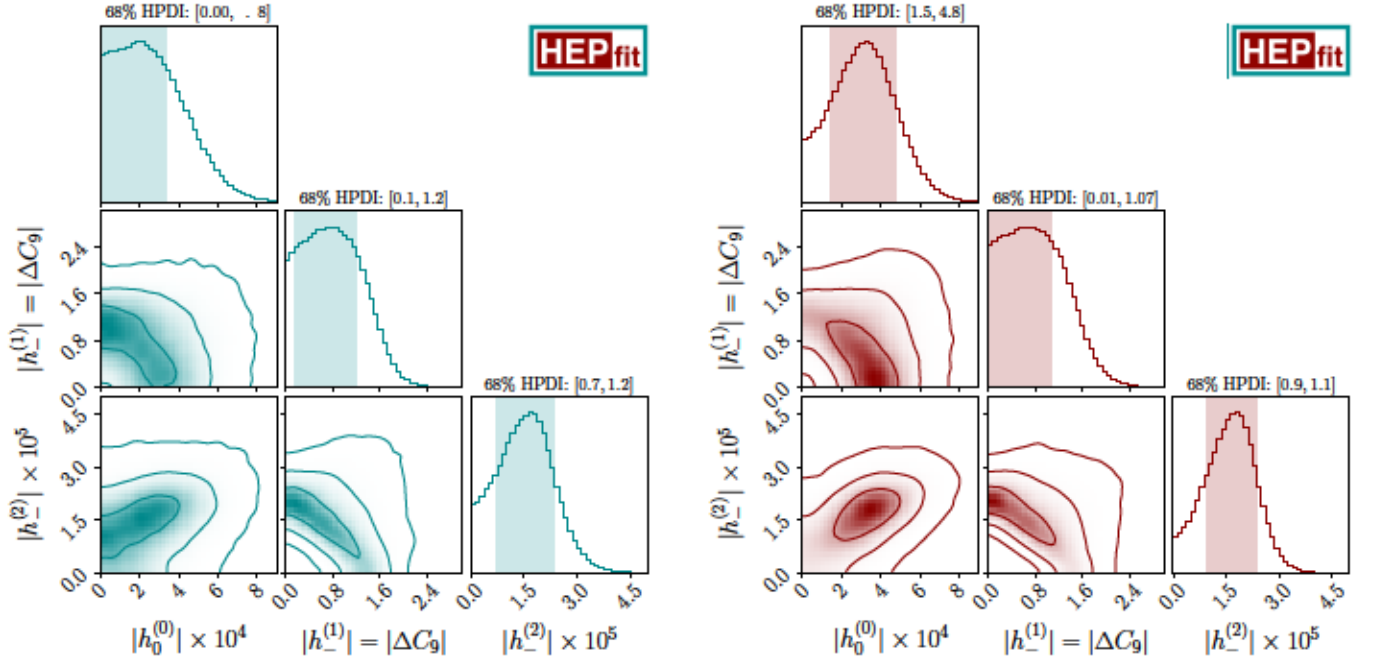 68% HPDI: [0.00, . 8]
HEPfit
68% HPDI: [0.1, 1.2]
|h_-^{(1)}| = |ΔC_9|
2.4
1.6
0.8
0.0
68% HPDI: [0.7, 1.2]
|h_-^{(2)}| × 10^5
4.5
3.0
1.5
0.0
0 2 4 6 8
0.0 0.8 1.6 2.4
0.0 1.5 3.0 4.5
|h_0^{(0)}| × 10^4
|h_-^{(1)}| = |ΔC_9|
|h_-^{(2)}| × 10^5
68% HPDI: [1.5, 4.8]
HEPfit
68% HPDI: [0.01, 1.07]
|h_-^{(1)}| = |ΔC_9|
2.4
1.6
0.8
0.0
68% HPDI: [0.9, 1.1]
|h_-^{(2)}| × 10^5
4.5
3.0
1.5
0.0
0 2 4 6 8
0.0 0.8 1.6 2.4
0.0 1.5 3.0 4.5
|h_0^{(0)}| × 10^4
|h_-^{(1)}| = |ΔC_9|
|h_-^{(2)}| × 10^5